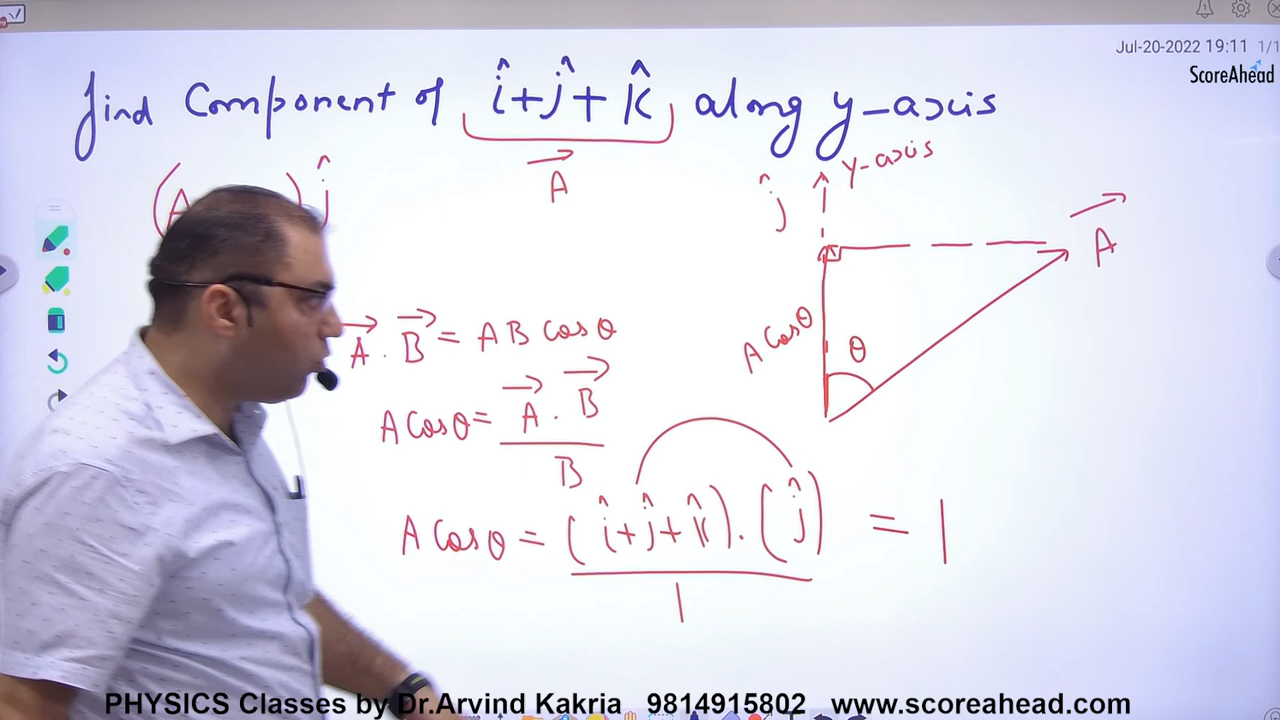 Jul-20-2022 19:11 1/1
ScoreAhead
find Component of î+ĵ+k̂ along y-axis
A⃗
(A ) ĵ
ĵ
y-axis
A⃗
A cosθ
θ
A⃗ . B⃗ = A B cosθ
A cosθ = A⃗ . B⃗
B
A cosθ = (î+ĵ+k̂) . (ĵ) = 1
1
PHYSICS Classes by Dr.Arvind Kakria 9814915802 www.scoreahead.com